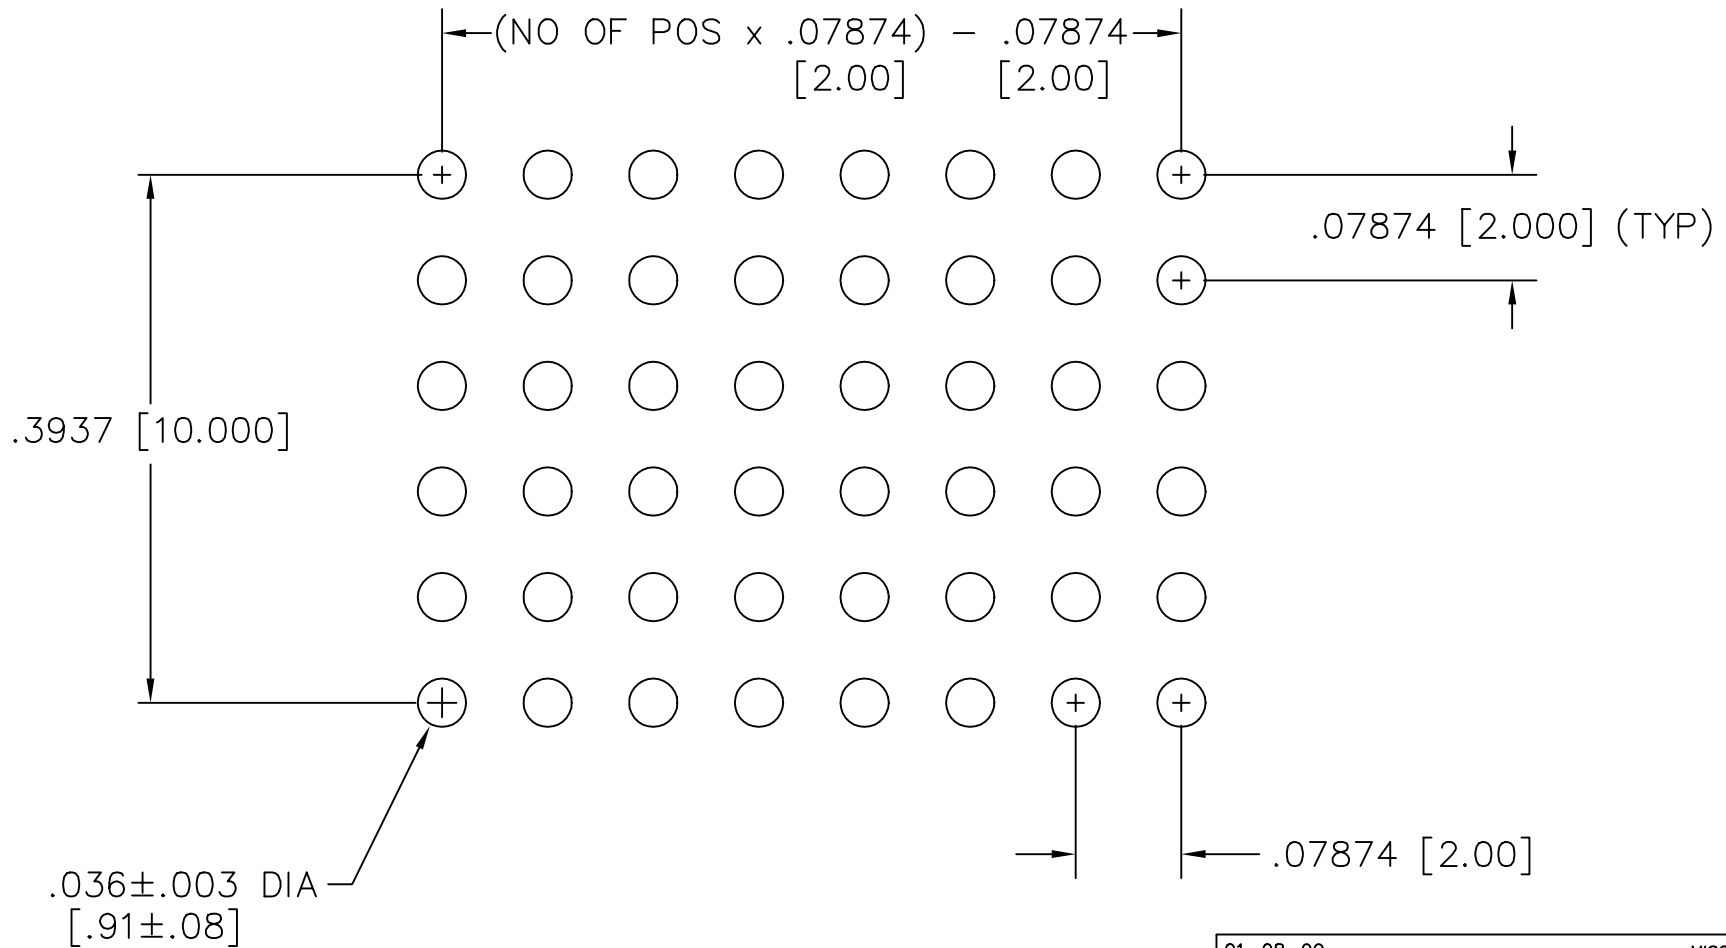 (NO OF POS x .07874) - .07874
[2.00] [2.00]
.07874 [2.000] (TYP)
.3937 [10.000]
.07874 [2.00]
.036±.003 DIA
[.91±.08]